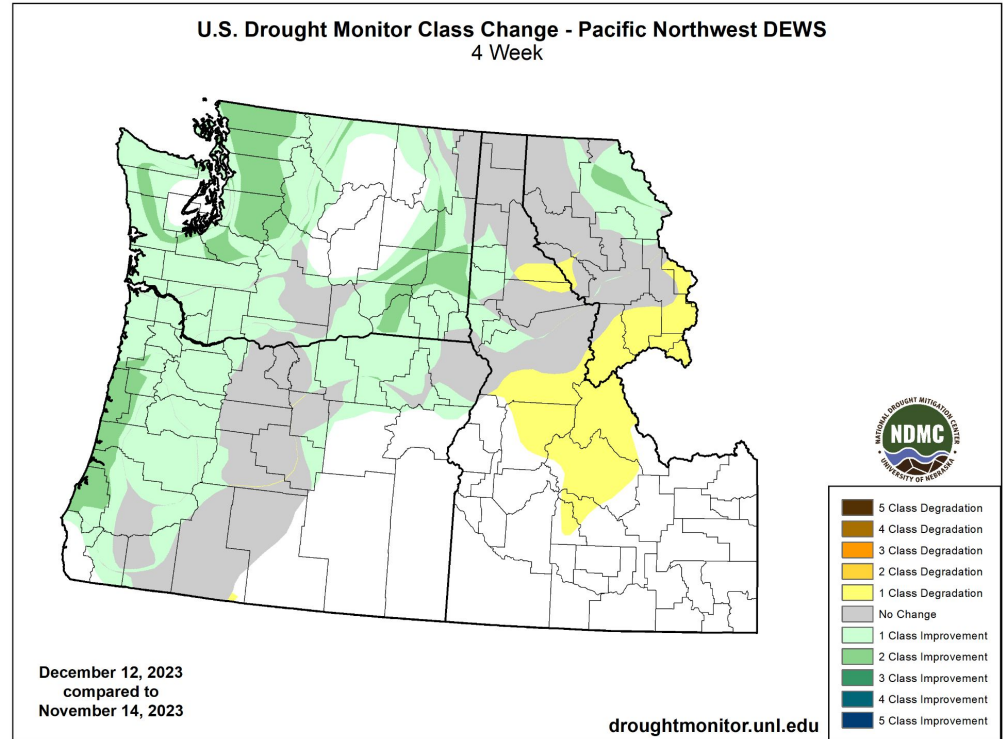 U.S. Drought Monitor Class Change - Pacific Northwest DEWS
4 Week
NATIONAL DROUGHT MITIGATION CENTER
NDMC
UNIVERSITY OF NEBRASKA
5 Class Degradation
4 Class Degradation
3 Class Degradation
2 Class Degradation
1 Class Degradation
No Change
1 Class Improvement
2 Class Improvement
3 Class Improvement
4 Class Improvement
5 Class Improvement
December 12, 2023
compared to
November 14, 2023
droughtmonitor.unl.edu